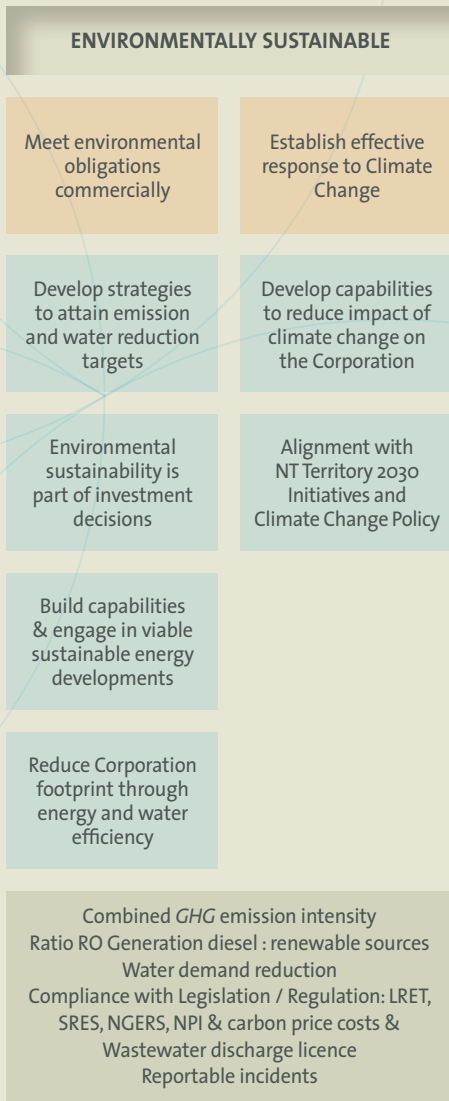 ENVIRONMENTALLY SUSTAINABLE
Meet environmental
obligations
commercially
Establish effective
response to Climate
Change
Develop strategies
to attain emission
and water reduction
targets
Develop capabilities
to reduce impact of
climate change on
the Corporation
Environmental
sustainability is
part of investment
decisions
Alignment with
NT Territory 2030
Initiatives and
Climate Change Policy
Build capabilities
& engage in viable
sustainable energy
developments
Reduce Corporation
footprint through
energy and water
efficiency
Combined GHG emission intensity
Ratio RO Generation diesel : renewable sources
Water demand reduction
Compliance with Legislation / Regulation: LRET,
SRES, NGERS, NPI & carbon price costs &
Wastewater discharge licence
Reportable incidents